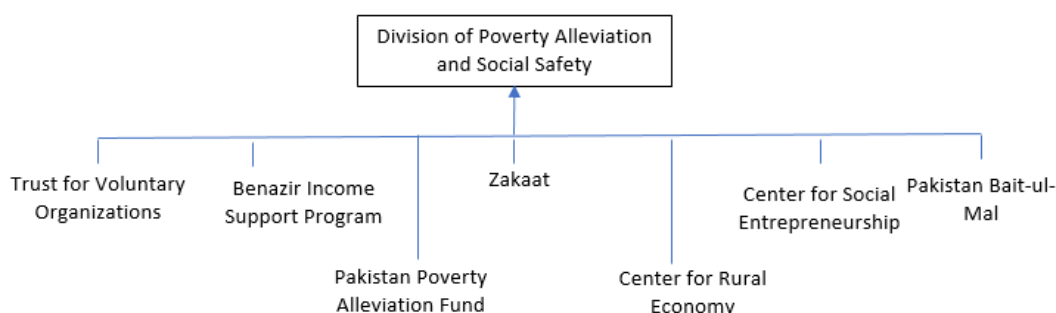 Division of Poverty Alleviation
and Social Safety
Trust for Voluntary
Organizations
Benazir Income
Support Program
Pakistan Poverty
Alleviation Fund
Zakaat
Center for Rural
Economy
Center for Social
Entrepreneurship
Pakistan Bait-ul-
Mal